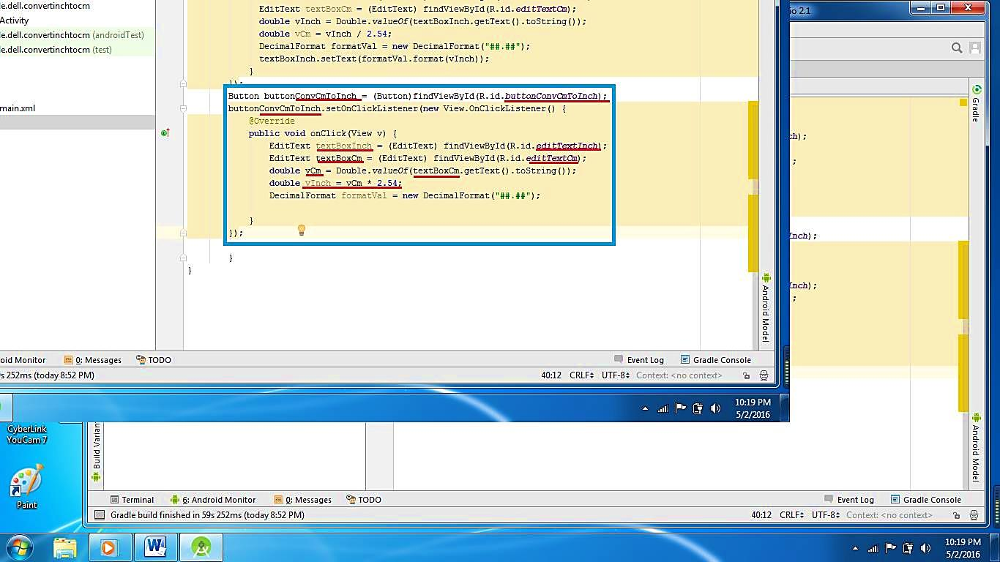 le.dell.convertinchtocm
Activity
le.dell.convertinchtocm (androidTest)
le.dell.convertinchtocm (test)
main.xml
EditText textBoxCm = (EditText) findViewById(R.id.editTextCm);
double vInch = Double.valueOf(textBoxInch.getText().toString());
double vCm = vInch / 2.54;
DecimalFormat formatVal = new DecimalFormat("##.##");
textBoxInch.setText(formatVal.format(vInch));
}
});
Button buttonConvCmToInch = (Button)findViewById(R.id.buttonConvCmToInch);
buttonConvCmToInch.setOnClickListener(new View.OnClickListener() {
@Override
public void onClick(View v) {
EditText textBoxInch = (EditText) findViewById(R.id.editTextInch);
EditText textBoxCm = (EditText) findViewById(R.id.editTextCm);
double vCm = Double.valueOf(textBoxCm.getText().toString());
double vInch = vCm * 2.54;
DecimalFormat formatVal = new DecimalFormat("##.##");
}
});
}
}
Android Model
oid Monitor 0: Messages TODO Event Log Gradle Console
s 252ms (today 8:52 PM) 40:12 CRLF UTF-8 Context: <no context>
10:19 PM
5/2/2016
io 2.1
Gradle
ch);
;
Inch);
Inch);
;
Android Model
CyberLink
YouCam 7
Paint
Build Varian
Terminal 6: Android Monitor 0: Messages TODO Event Log Gradle Console
Gradle build finished in 59s 252ms (today 8:52 PM) 40:12 CRLF UTF-8 Context: <no context>
10:19 PM
5/2/2016